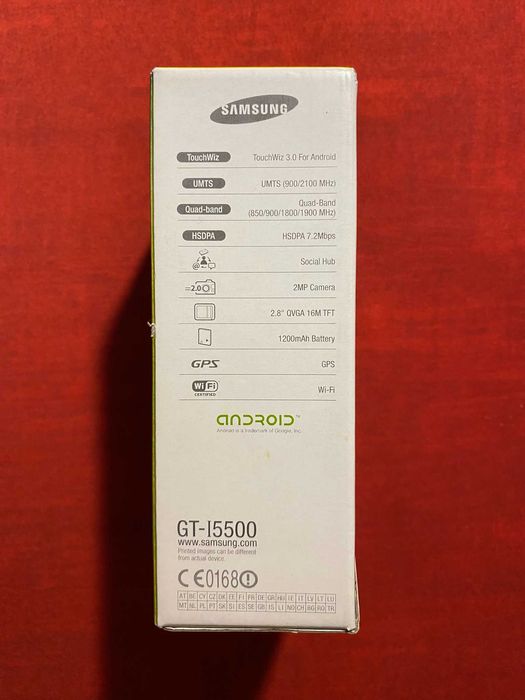 SAMSUNG
TouchWiz TouchWiz 3.0 For Android
UMTS UMTS (900/2100 MHz)
Quad-band Quad-Band
(850/900/1800/1900 MHz)
HSDPA HSDPA 7.2Mbps
@ Social Hub
=2.0 2MP Camera
2.8" QVGA 16M TFT
1200mAh Battery
GPS GPS
WiFi CERTIFIED Wi-Fi
ANDROID™
Android is a trademark of Google, Inc.
GT-I5500
www.samsung.com
Printed images can be different
from actual device.
CE0168!
AT BE CY CZ DK EE FI FR DE GR HU IE IT LV LT LU
MT NL PL PT SK SI ES SE GB IS LI NO CH BG RO TR